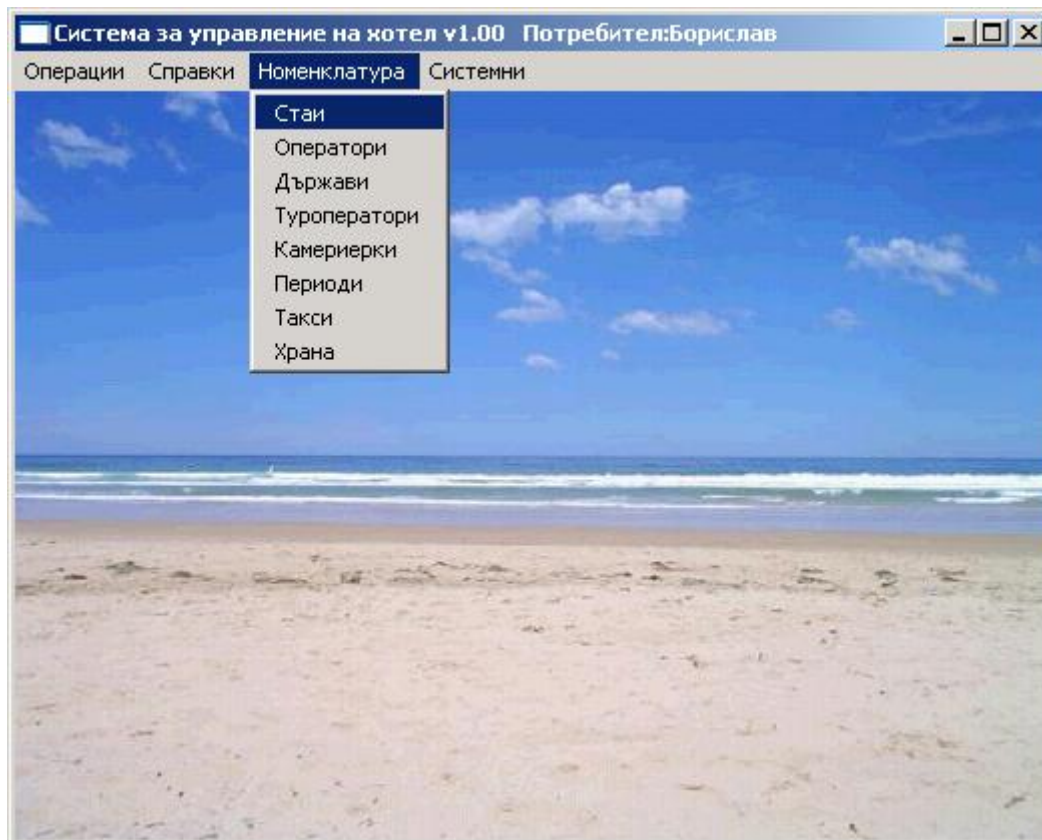 Система за управление на хотел v1.00 Потребител:Борислав
Операции Справки Номенклатура Системни
Стаи
Оператори
Държави
Туроператори
Камериерки
Периоди
Такси
Храна